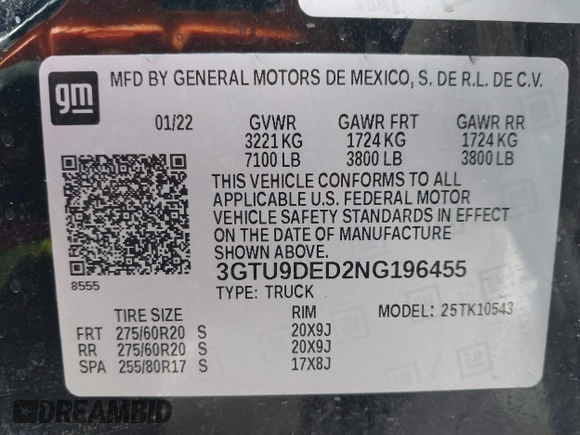 gm
MFD BY GENERAL MOTORS DE MEXICO, S. DE R.L. DE C.V.
01/22 GVWR GAWR FRT GAWR RR
3221 KG 1724 KG 1724 KG
7100 LB 3800 LB 3800 LB
THIS VEHICLE CONFORMS TO ALL
APPLICABLE U.S. FEDERAL MOTOR
VEHICLE SAFETY STANDARDS IN EFFECT
ON THE DATE OF MANUFACTURE
SHOWN ABOVE.
8555 3GTU9DED2NG196455
TYPE: TRUCK MODEL: 25TK10543
TIRE SIZE RIM
FRT 275/60R20 S 20X9J
RR 275/60R20 S 20X9J
SPA 255/80R17 S 17X8J
DREAMBID